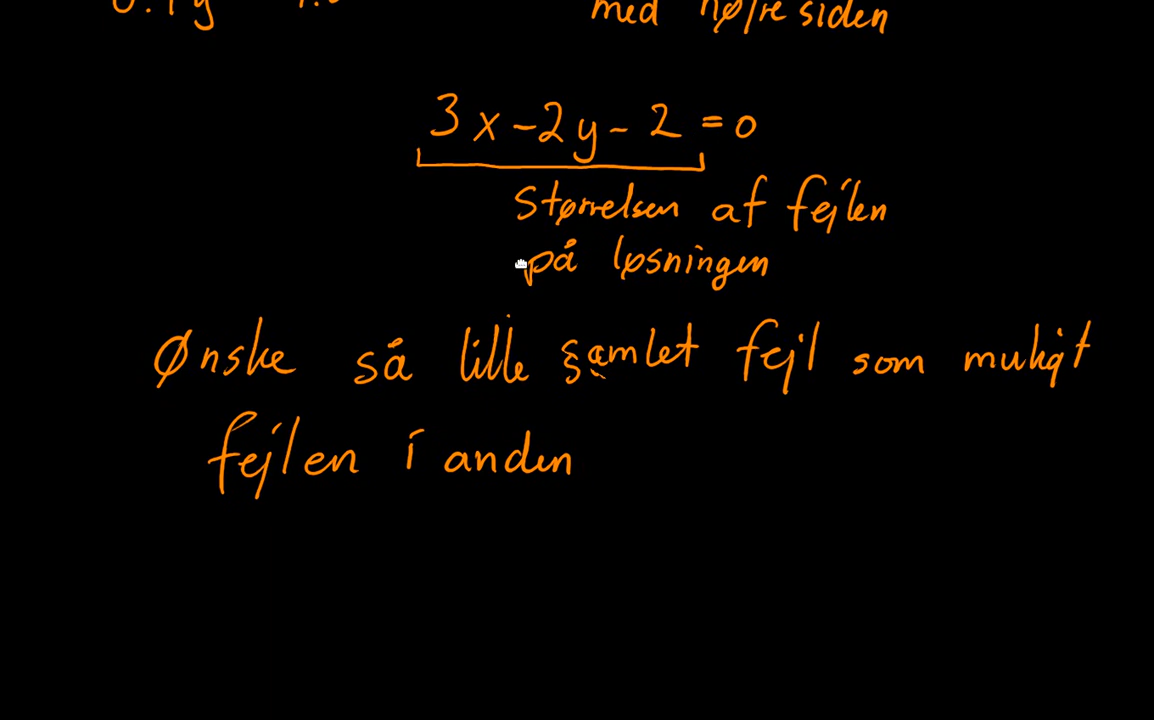 med højre siden
3x - 2y - 2 = 0
Størrelsen af fejlen
på løsningen
Ønske så lille samlet fejl som muligt
fejlen i anden